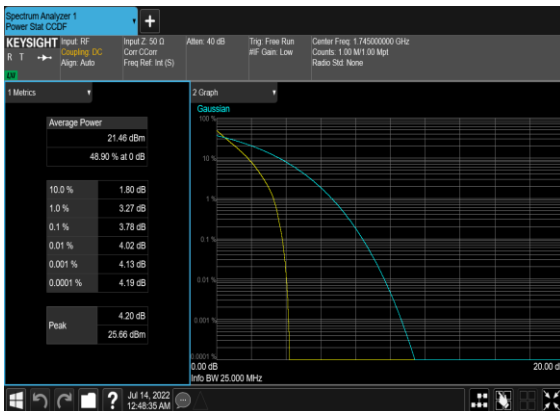 Spectrum Analyzer 1
Power Stat CCDF
KEYSIGHT
R T
LV
Input: RF
Coupling: DC
Align: Auto
Input Z: 50 Ω
Corr CCorr
Freq Ref: Int (S)
Atten: 40 dB
Trig: Free Run
#IF Gain: Low
Center Freq: 1.745000000 GHz
Counts: 1.00 M/1.00 Mpt
Radio Std: None
1 Metrics
Average Power
21.46 dBm
48.90 % at 0 dB
10.0 % 1.80 dB
1.0 % 3.27 dB
0.1 % 3.78 dB
0.01 % 4.02 dB
0.001 % 4.13 dB
0.0001 % 4.19 dB
Peak
4.20 dB
25.66 dBm
2 Graph
Gaussian
100 %
10 %
1 %
0.1 %
0.01 %
0.001 %
0.0001 %
0.00 dB
20.00 d
Info BW 25.000 MHz
?
Jul 14, 2022
12:48:35 AM